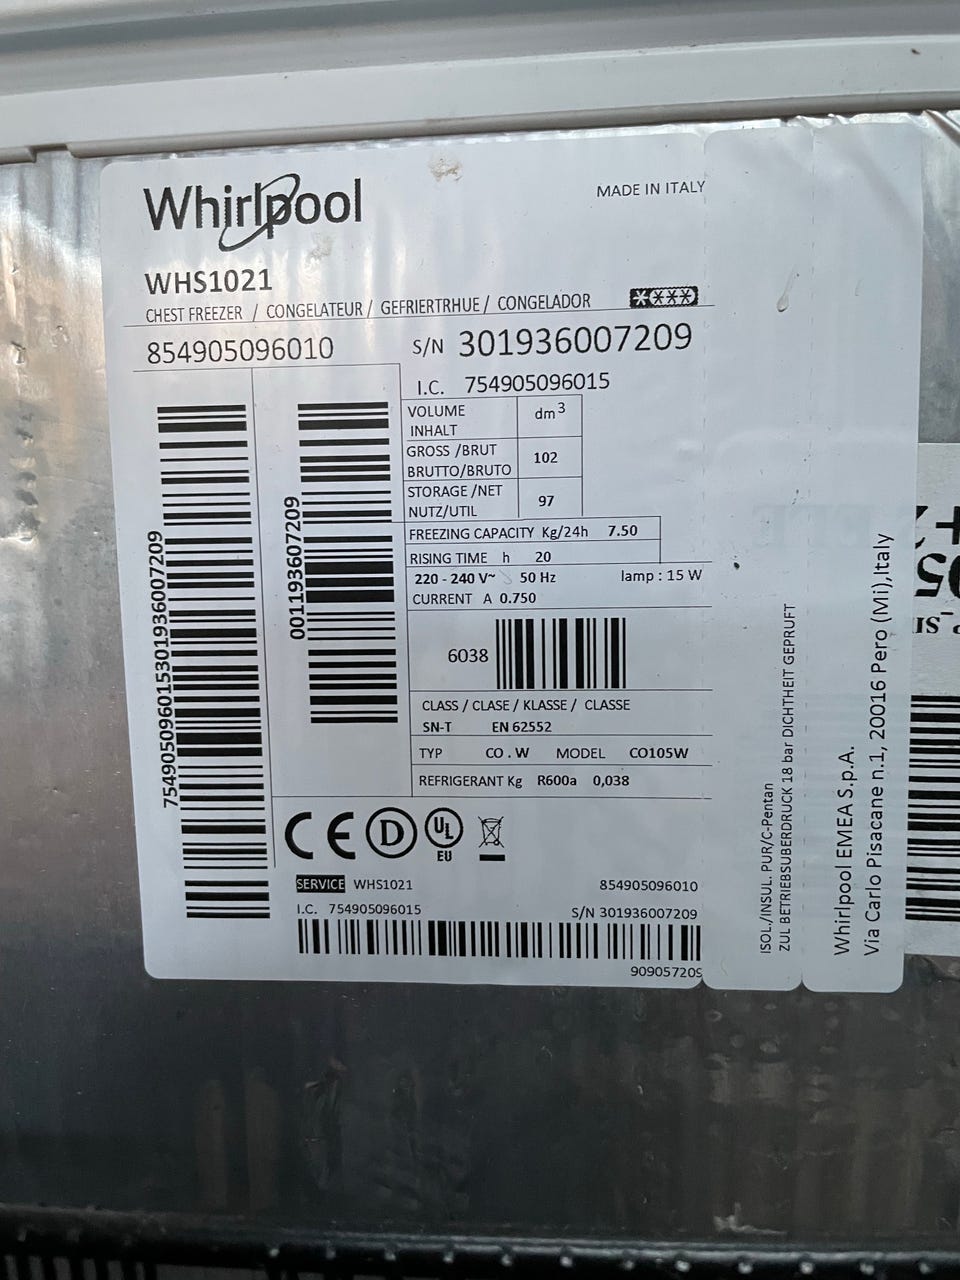 Whirlpool
MADE IN ITALY
WHS1021
CHEST FREEZER / CONGELATEUR / GEFRIERTRHUE / CONGELADOR
854905096010
S/N 301936007209
I.C. 754905096015
VOLUME
INHALT
dm3
GROSS /BRUT
BRUTTO/BRUTO
102
STORAGE /NET
NUTZ/UTIL
97
FREEZING CAPACITY Kg/24h 7.50
RISING TIME h 20
220 - 240 V~ 50 Hz lamp : 15 W
CURRENT A 0.750
6038
CLASS / CLASE / KLASSE / CLASSE
SN-T EN 62552
TYP CO . W MODEL CO105W
REFRIGERANT Kg R600a 0,038
754905096015301936007209
001193607209
CE D UL
EU
SERVICE WHS1021 854905096010
I.C. 754905096015 S/N 301936007209
909057209
ISOL,/INSUL. PUR/C-Pentan
ZUL BETRIEBSUBERDRUCK 18 bar DICHTHEIT GEPRUFT
Whirlpool EMEA S.p.A.
Via Carlo Pisacane n.1, 20016 Pero (Mi),Italy